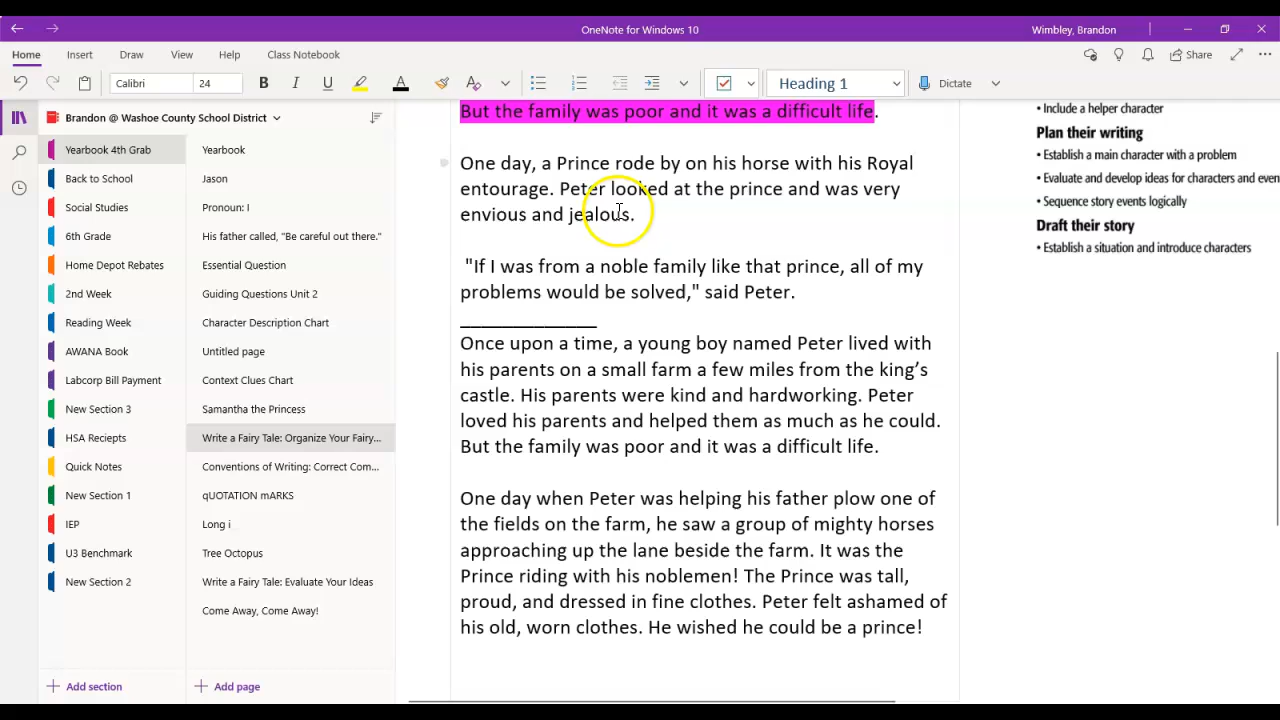 OneNote for Windows 10
Wimbley, Brandon
Home Insert Draw View Help Class Notebook
Share
Calibri 24 B I U A Heading 1 Dictate
Brandon @ Washoe County School District
Yearbook 4th Grab
Back to School
Social Studies
6th Grade
Home Depot Rebates
2nd Week
Reading Week
AWANA Book
Labcorp Bill Payment
New Section 3
HSA Reciepts
Quick Notes
New Section 1
IEP
U3 Benchmark
New Section 2
Add section
Yearbook
Jason
Pronoun: I
His father called, "Be careful out there."
Essential Question
Guiding Questions Unit 2
Character Description Chart
Untitled page
Context Clues Chart
Samantha the Princess
Write a Fairy Tale: Organize Your Fairy...
Conventions of Writing: Correct Com...
qUOTATION mARKS
Long i
Tree Octopus
Write a Fairy Tale: Evaluate Your Ideas
Come Away, Come Away!
Add page
But the family was poor and it was a difficult life.
One day, a Prince rode by on his horse with his Royal
entourage. Peter looked at the prince and was very
envious and jealous.
"If I was from a noble family like that prince, all of my
problems would be solved," said Peter.
_____________
Once upon a time, a young boy named Peter lived with
his parents on a small farm a few miles from the king’s
castle. His parents were kind and hardworking. Peter
loved his parents and helped them as much as he could.
But the family was poor and it was a difficult life.
One day when Peter was helping his father plow one of
the fields on the farm, he saw a group of mighty horses
approaching up the lane beside the farm. It was the
Prince riding with his noblemen! The Prince was tall,
proud, and dressed in fine clothes. Peter felt ashamed of
his old, worn clothes. He wished he could be a prince!
• Include a helper character
Plan their writing
• Establish a main character with a problem
• Evaluate and develop ideas for characters and even
• Sequence story events logically
Draft their story
• Establish a situation and introduce characters